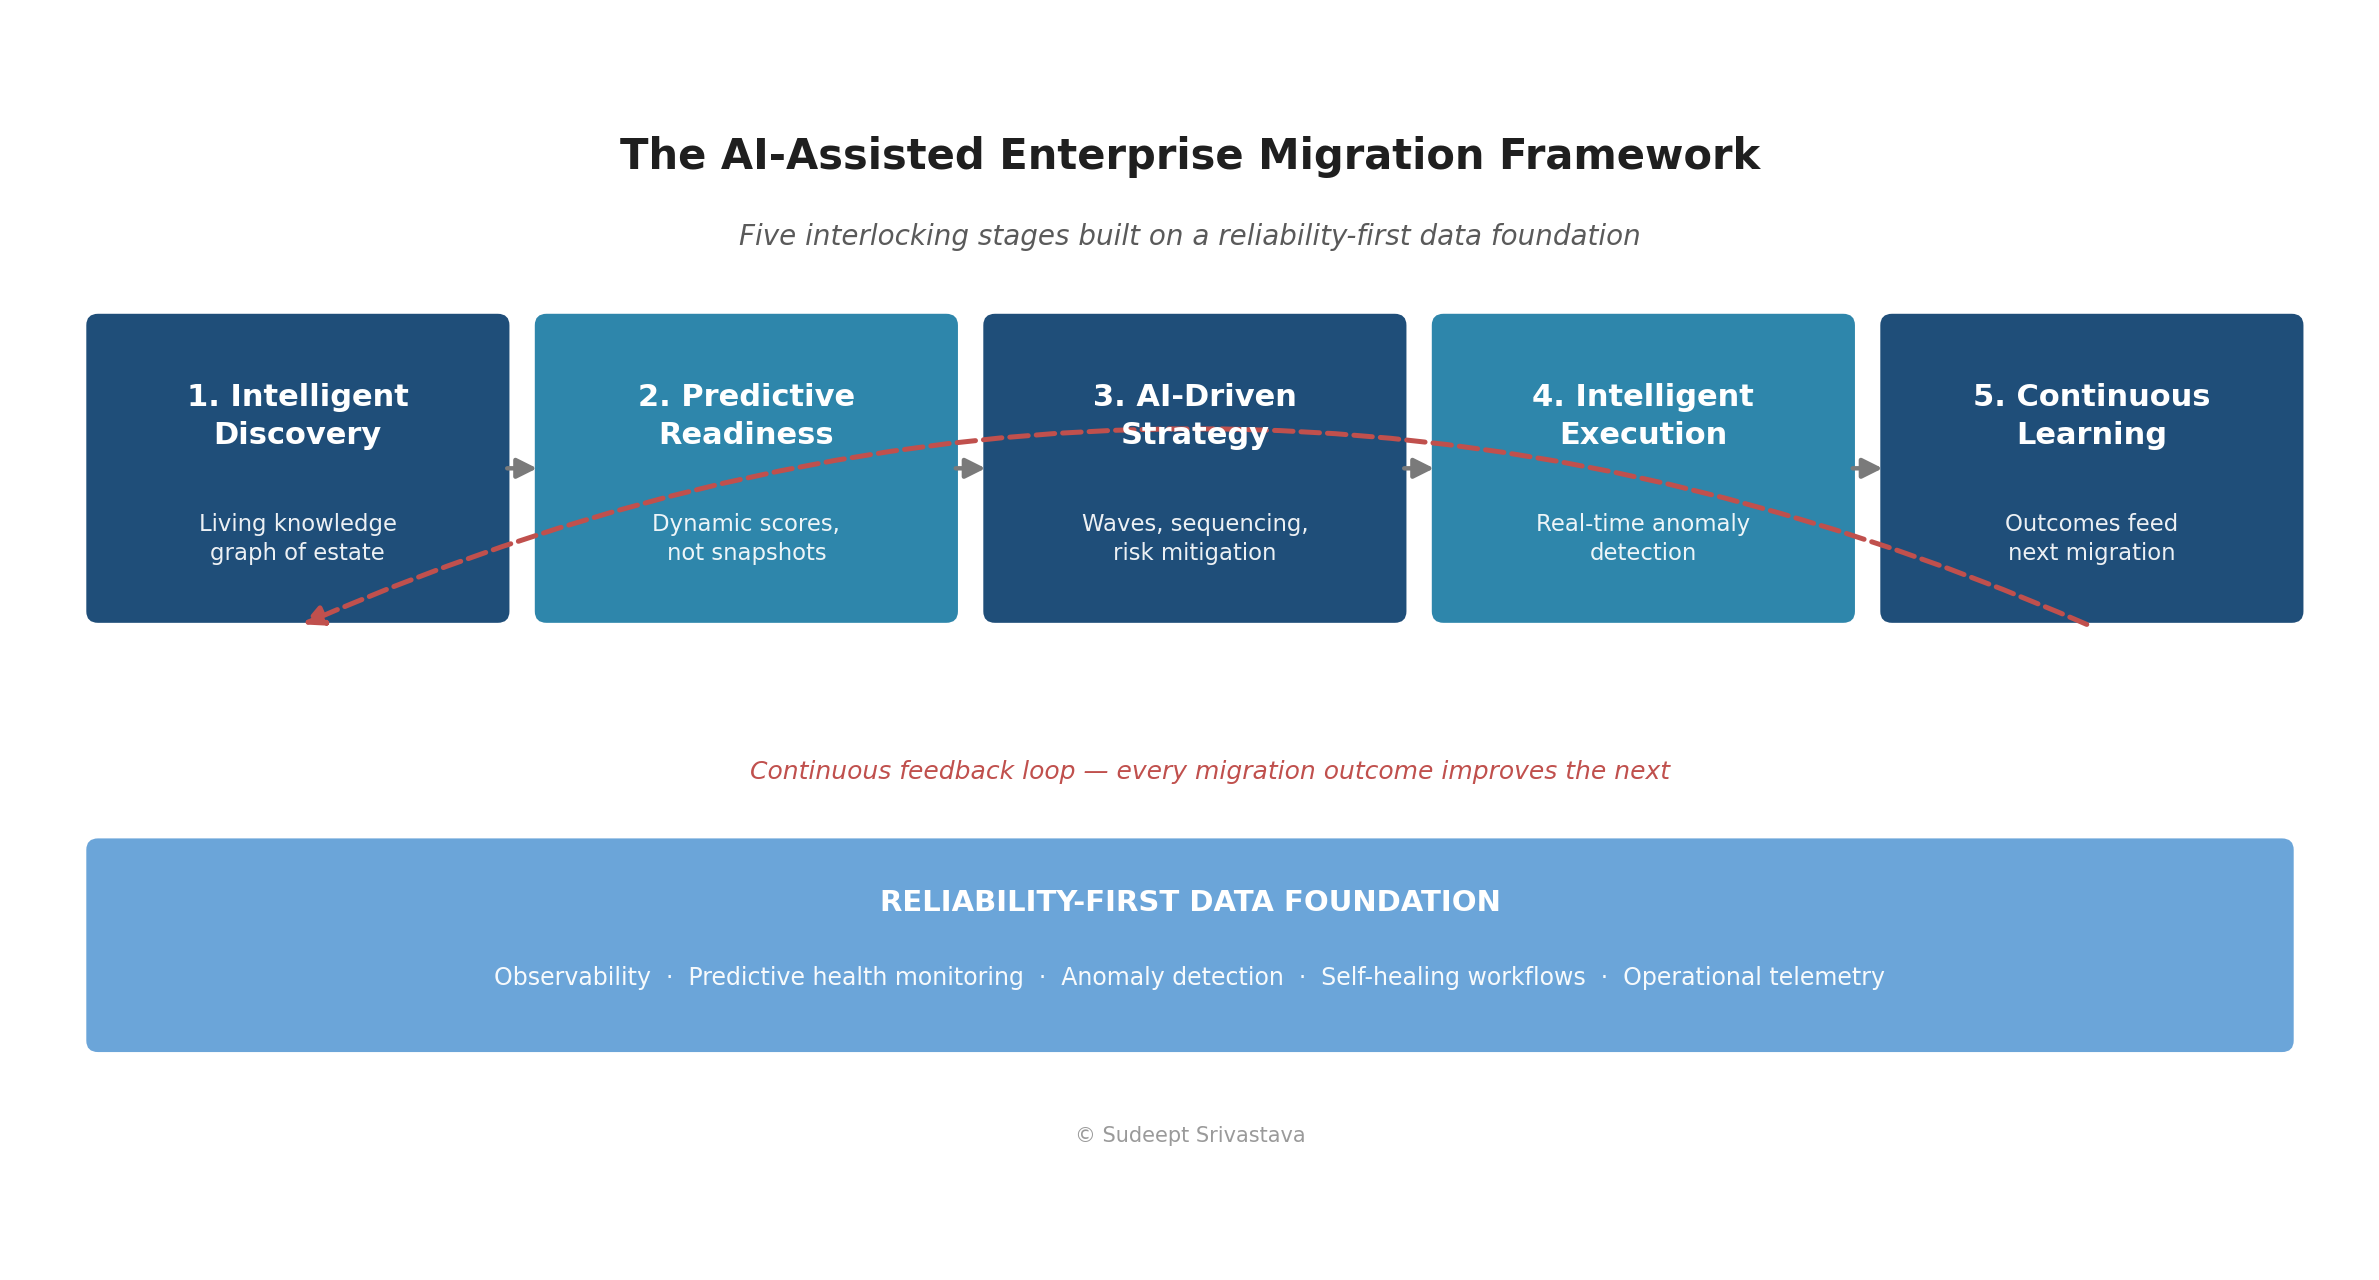 The AI-Assisted Enterprise Migration Framework
Five interlocking stages built on a reliability-first data foundation
1. Intelligent
Discovery
Living knowledge
graph of estate
2. Predictive
Readiness
Dynamic scores,
not snapshots
3. AI-Driven
Strategy
Waves, sequencing,
risk mitigation
4. Intelligent
Execution
Real-time anomaly
detection
5. Continuous
Learning
Outcomes feed
next migration
Continuous feedback loop — every migration outcome improves the next
RELIABILITY-FIRST DATA FOUNDATION
Observability · Predictive health monitoring · Anomaly detection · Self-healing workflows · Operational telemetry
© Sudeept Srivastava